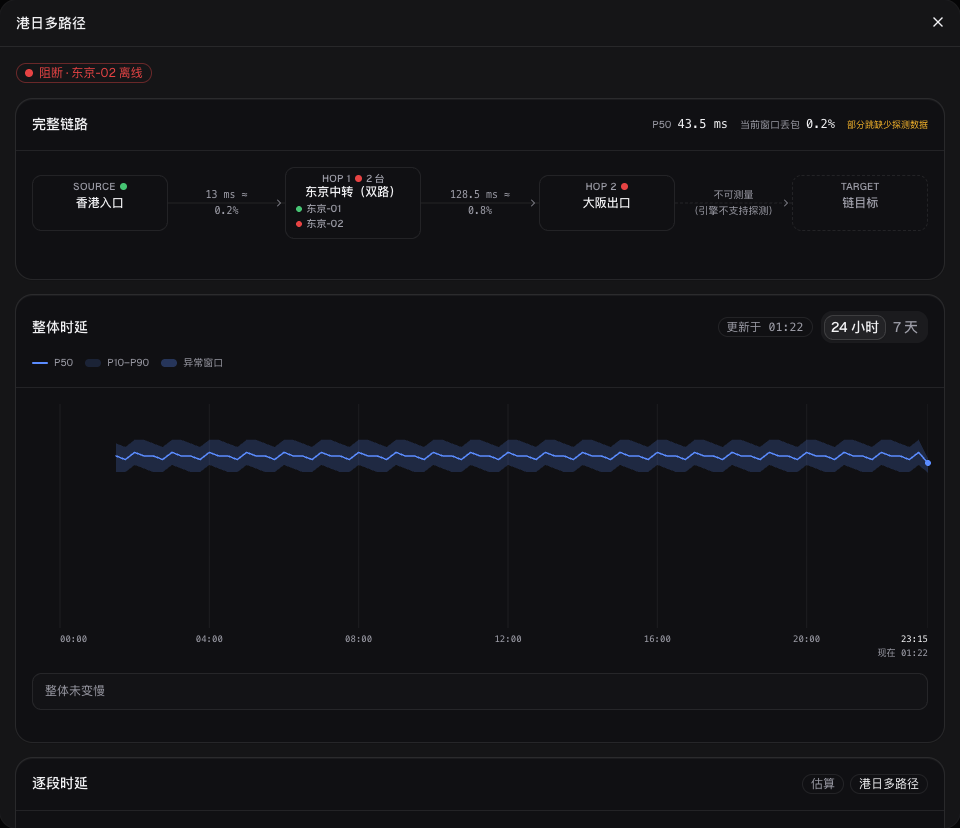 港日多路径
阻断 · 东京-02 离线
完整链路
P50 43.5 ms 当前窗口丢包 0.2% 部分跳缺少探测数据
SOURCE
香港入口
13 ms ≈
0.2%
HOP 1 2 台
东京中转（双路）
东京-01
东京-02
128.5 ms ≈
0.8%
HOP 2
大阪出口
不可测量
(引擎不支持探测)
TARGET
链目标
整体时延
更新于 01:22
24 小时 7 天
P50 P10–P90 异常窗口
00:00 04:00 08:00 12:00 16:00 20:00 23:15
现在 01:22
整体未变慢
逐段时延
估算 港日多路径